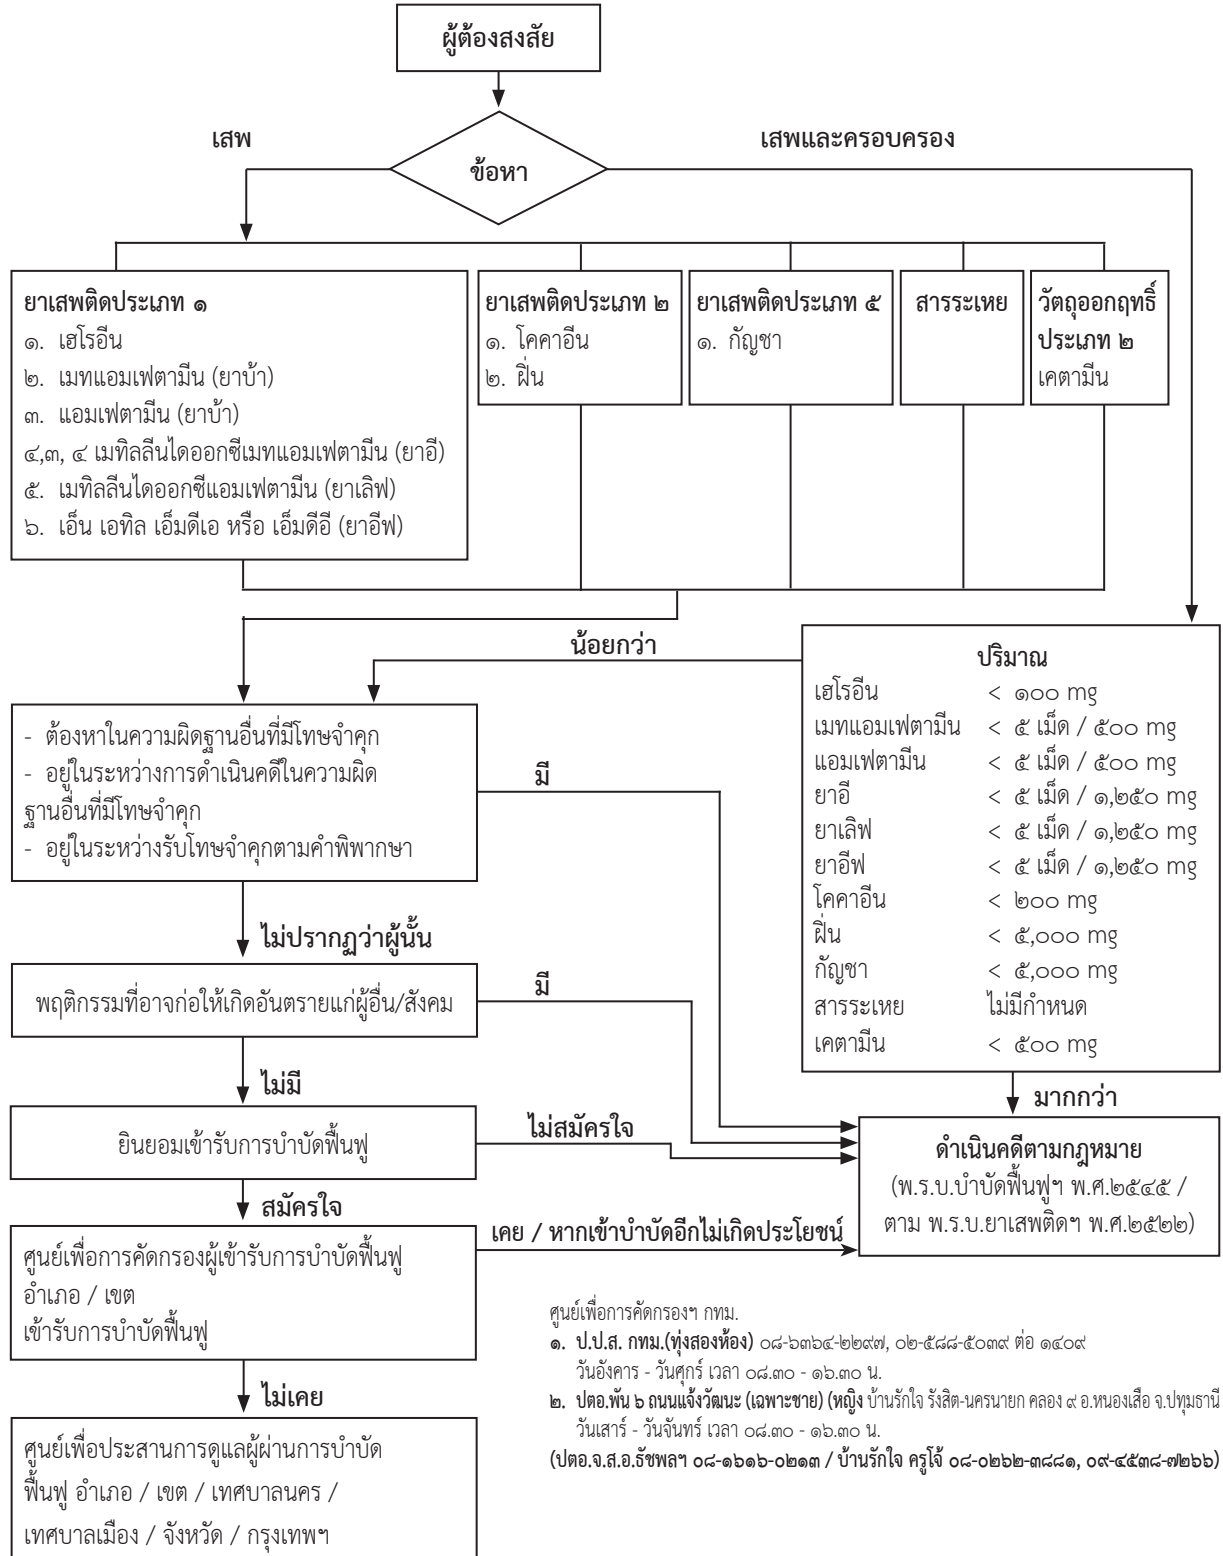 ผู้ต้องสงสัย
เสพ
เสพและครอบครอง
ข้อหา
ยาเสพติดประเภท ๑
๑. เฮโรอีน
๒. เมทแอมเฟตามีน (ยาบ้า)
๓. แอมเฟตามีน (ยาบ้า)
๔,๓, ๔ เมทิลลีนไดออกซีเมทแอมเฟตามีน (ยาอี)
๕. เมทิลลีนไดออกซีแอมเฟตามีน (ยาเลิฟ)
๖. เอ็น เอทิล เอ็มดีเอ หรือ เอ็มดีอี (ยาอีฟ)
ยาเสพติดประเภท ๒
๑. โคคาอีน
๒. ฝิ่น
ยาเสพติดประเภท ๕
๑. กัญชา
สารระเหย
วัตถุออกฤทธิ์
ประเภท ๒
เคตามีน
น้อยกว่า
ปริมาณ
เฮโรอีน < ๑๐๐ mg
เมทแอมเฟตามีน < ๕ เม็ด / ๕๐๐ mg
แอมเฟตามีน < ๕ เม็ด / ๕๐๐ mg
ยาอี < ๕ เม็ด / ๑,๒๕๐ mg
ยาเลิฟ < ๕ เม็ด / ๑,๒๕๐ mg
ยาอีฟ < ๕ เม็ด / ๑,๒๕๐ mg
โคคาอีน < ๒๐๐ mg
ฝิ่น < ๕,๐๐๐ mg
กัญชา < ๕,๐๐๐ mg
สารระเหย ไม่มีกำหนด
เคตามีน < ๕๐๐ mg
- ต้องหาในความผิดฐานอื่นที่มีโทษจำคุก
- อยู่ในระหว่างการดำเนินคดีในความผิด
ฐานอื่นที่มีโทษจำคุก
- อยู่ในระหว่างรับโทษจำคุกตามคำพิพากษา
มี
ไม่ปรากฏว่าผู้นั้น
พฤติกรรมที่อาจก่อให้เกิดอันตรายแก่ผู้อื่น/สังคม
มี
ไม่มี
มากกว่า
ยินยอมเข้ารับการบำบัดฟื้นฟู
ไม่สมัครใจ
ดำเนินคดีตามกฎหมาย
(พ.ร.บ.บำบัดฟื้นฟูฯ พ.ศ.๒๕๔๕ /
ตาม พ.ร.บ.ยาเสพติดฯ พ.ศ.๒๕๒๒)
สมัครใจ
เคย / หากเข้าบำบัดอีกไม่เกิดประโยชน์
ศูนย์เพื่อการคัดกรองผู้เข้ารับการบำบัดฟื้นฟู
อำเภอ / เขต
เข้ารับการบำบัดฟื้นฟู
ไม่เคย
ศูนย์เพื่อประสานการดูแลผู้ผ่านการบำบัด
ฟื้นฟู อำเภอ / เขต / เทศบาลนคร /
เทศบาลเมือง / จังหวัด / กรุงเทพฯ
ศูนย์เพื่อการคัดกรองฯ กทม.
๑. ป.ป.ส. กทม.(ทุ่งสองห้อง) ๐๘-๖๓๖๔-๒๒๙๗, ๐๒-๕๘๘-๕๐๓๙ ต่อ ๑๔๐๙
วันอังคาร - วันศุกร์ เวลา ๐๘.๓๐ - ๑๖.๓๐ น.
๒. ปตอ.พัน ๖ ถนนแจ้งวัฒนะ (เฉพาะชาย) (หญิง บ้านรักใจ รังสิต-นครนายก คลอง ๙ อ.หนองเสือ จ.ปทุมธานี
วันเสาร์ - วันจันทร์ เวลา ๐๘.๓๐ - ๑๖.๓๐ น.
(ปตอ.จ.ส.อ.ธัชพลฯ ๐๘-๑๖๑๖-๐๒๑๓ / บ้านรักใจ ครูโจ้ ๐๘-๐๒๖๒-๓๘๘๑, ๐๙-๔๕๓๘-๗๒๖๖)